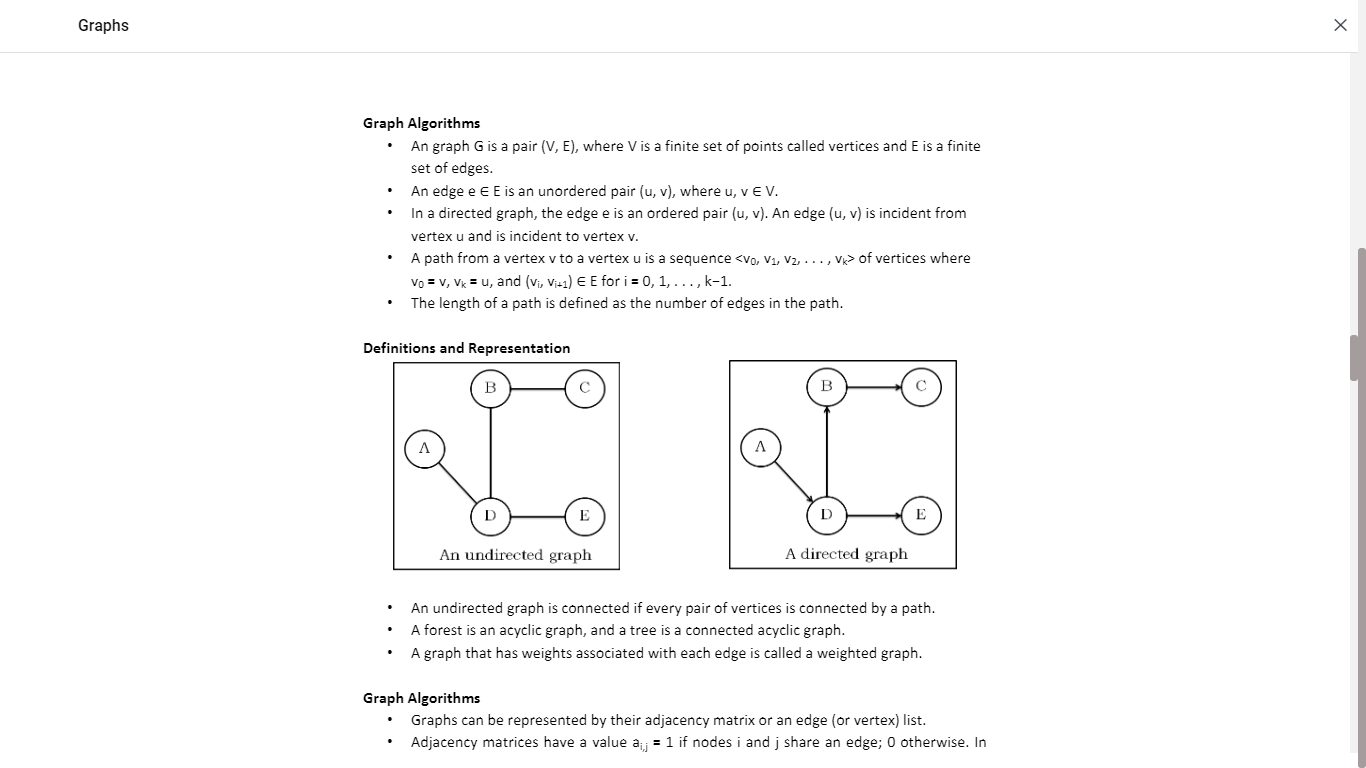 Graphs
Graph Algorithms
• An graph G is a pair (V, E), where V is a finite set of points called vertices and E is a finite
set of edges.
• An edge e ∈ E is an unordered pair (u, v), where u, v ∈ V.
• In a directed graph, the edge e is an ordered pair (u, v). An edge (u, v) is incident from
vertex u and is incident to vertex v.
• A path from a vertex v to a vertex u is a sequence <v₀, v₁, v₂, . . . , vₖ> of vertices where
v₀ = v, vₖ = u, and (vᵢ, vᵢ₊₁) ∈ E for i = 0, 1, . . . , k−1.
• The length of a path is defined as the number of edges in the path.
Definitions and Representation
B C
A
D E
An undirected graph
B C
A
D E
A directed graph
• An undirected graph is connected if every pair of vertices is connected by a path.
• A forest is an acyclic graph, and a tree is a connected acyclic graph.
• A graph that has weights associated with each edge is called a weighted graph.
Graph Algorithms
• Graphs can be represented by their adjacency matrix or an edge (or vertex) list.
• Adjacency matrices have a value aᵢ,ⱼ = 1 if nodes i and j share an edge; 0 otherwise. In